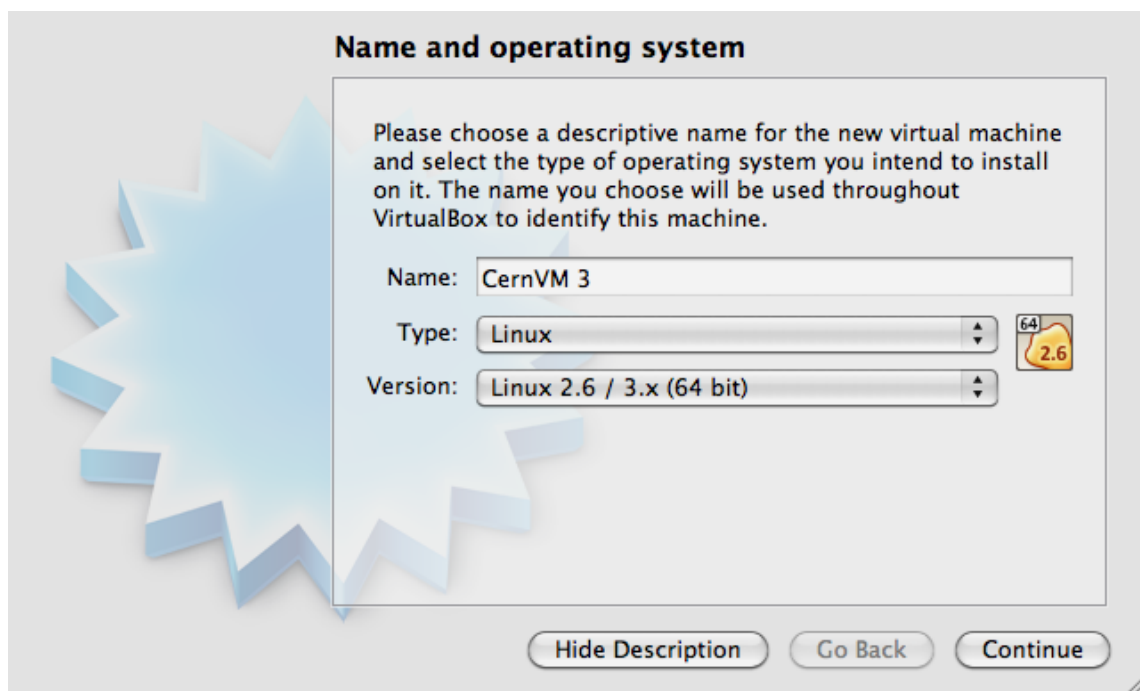 Name and operating system
Please choose a descriptive name for the new virtual machine
and select the type of operating system you intend to install
on it. The name you choose will be used throughout
VirtualBox to identify this machine.
Name: CernVM 3
Type: Linux
64
2.6
Version: Linux 2.6 / 3.x (64 bit)
Hide Description Go Back Continue